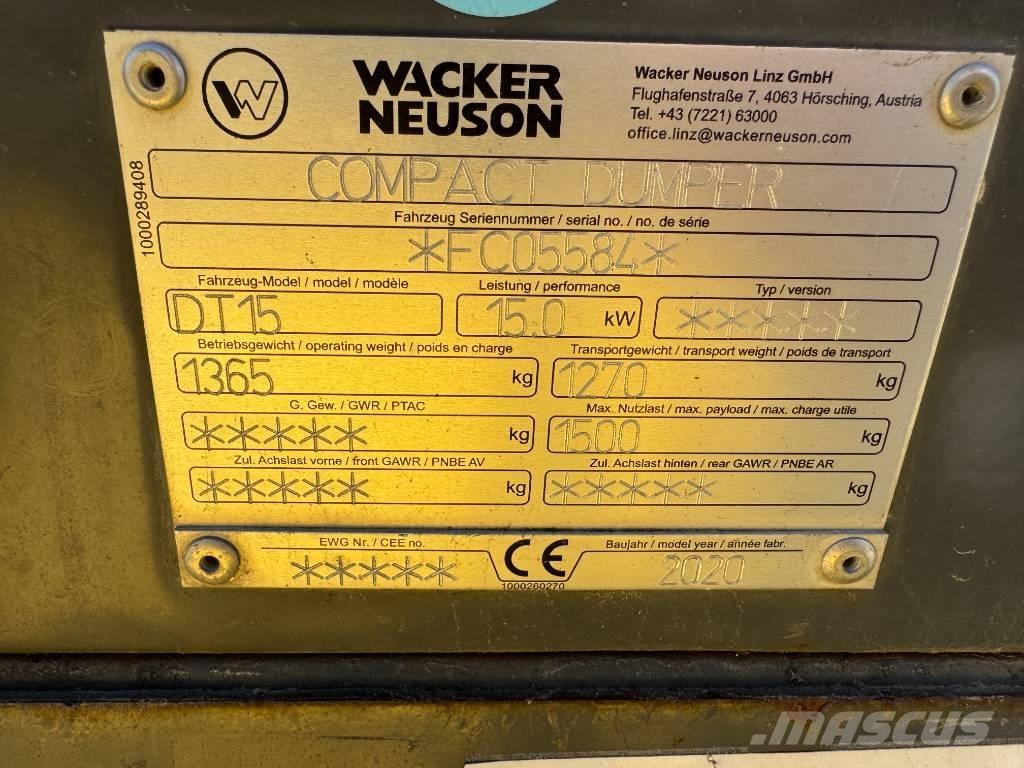 WACKER
NEUSON
Wacker Neuson Linz GmbH
Flughafenstraße 7, 4063 Hörsching, Austria
Tel. +43 (7221) 63000
office.linz@wackerneuson.com
1000289408
COMPACT DUMPER
Fahrzeug Seriennummer / serial no. / no. de série
*FC05584*
Fahrzeug-Model / model / modèle Leistung / performance Typ / version
DT15 15.0 kW *****
Betriebsgewicht / operating weight / poids en charge Transportgewicht / transport weight / poids de transport
1365 kg 1270 kg
G. Gew. / GWR / PTAC Max. Nutzlast / max. payload / max. charge utile
***** kg 1500 kg
Zul. Achslast vorne / front GAWR / PNBE AV Zul. Achslast hinten / rear GAWR / PNBE AR
***** kg ***** kg
EWG Nr. / CEE no. CE Baujahr / model year / année fabr.
***** 2020
1000260270
MASCUS